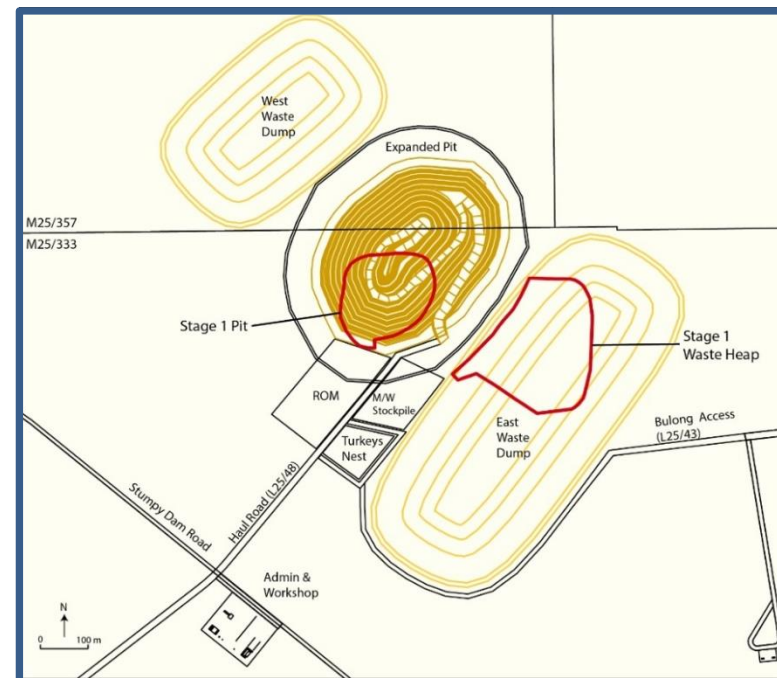 West
Waste
Dump
Expanded Pit
M25/357
M25/333
Stage 1 Pit
Stage 1
Waste Heap
ROM
M/W
Stockpile
Turkeys
Nest
East
Waste
Dump
Bulong Access
(L25/43)
Haul Road (L25/48)
Stumpy Dam Road
Admin &
Workshop
N
0 100 m